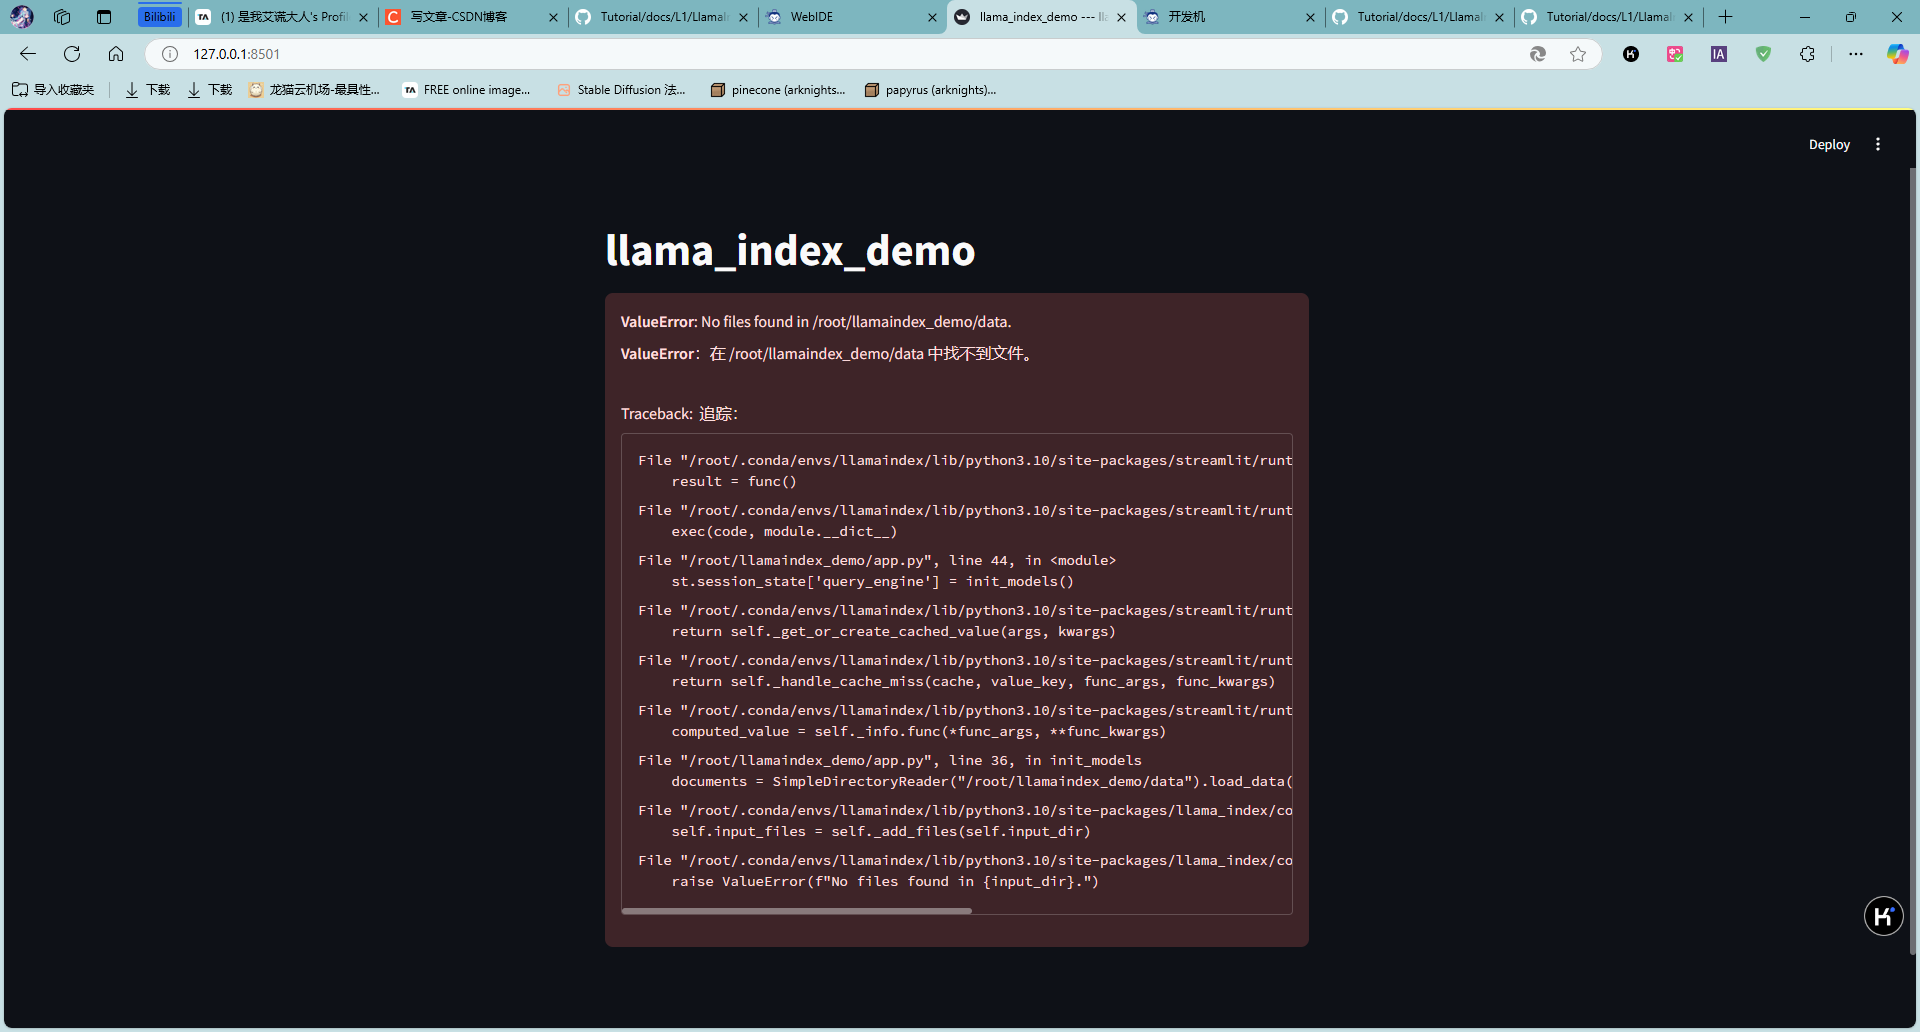 Bilibili
(1) 是我艾谎大人's Profil
写文章-CSDN博客
Tutorial/docs/L1/LlamaI
WebIDE
llama_index_demo --- ll
开发机
Tutorial/docs/L1/Llama
Tutorial/docs/L1/Llama
127.0.0.1:8501
导入收藏夹
下载
下载
龙猫云机场-最具性...
TA FREE online image...
Stable Diffusion 法...
pinecone (arknights...
papyrus (arknights)...
Deploy
llama_index_demo
ValueError: No files found in /root/llamaindex_demo/data.
ValueError：在 /root/llamaindex_demo/data 中找不到文件。
Traceback: 追踪：
File "/root/.conda/envs/llamaindex/lib/python3.10/site-packages/streamlit/runt
result = func()
File "/root/.conda/envs/llamaindex/lib/python3.10/site-packages/streamlit/runt
exec(code, module.__dict__)
File "/root/llamaindex_demo/app.py", line 44, in <module>
st.session_state['query_engine'] = init_models()
File "/root/.conda/envs/llamaindex/lib/python3.10/site-packages/streamlit/runt
return self._get_or_create_cached_value(args, kwargs)
File "/root/.conda/envs/llamaindex/lib/python3.10/site-packages/streamlit/runt
return self._handle_cache_miss(cache, value_key, func_args, func_kwargs)
File "/root/.conda/envs/llamaindex/lib/python3.10/site-packages/streamlit/runt
computed_value = self._info.func(*func_args, **func_kwargs)
File "/root/llamaindex_demo/app.py", line 36, in init_models
documents = SimpleDirectoryReader("/root/llamaindex_demo/data").load_data(
File "/root/.conda/envs/llamaindex/lib/python3.10/site-packages/llama_index/co
self.input_files = self._add_files(self.input_dir)
File "/root/.conda/envs/llamaindex/lib/python3.10/site-packages/llama_index/co
raise ValueError(f"No files found in {input_dir}.")